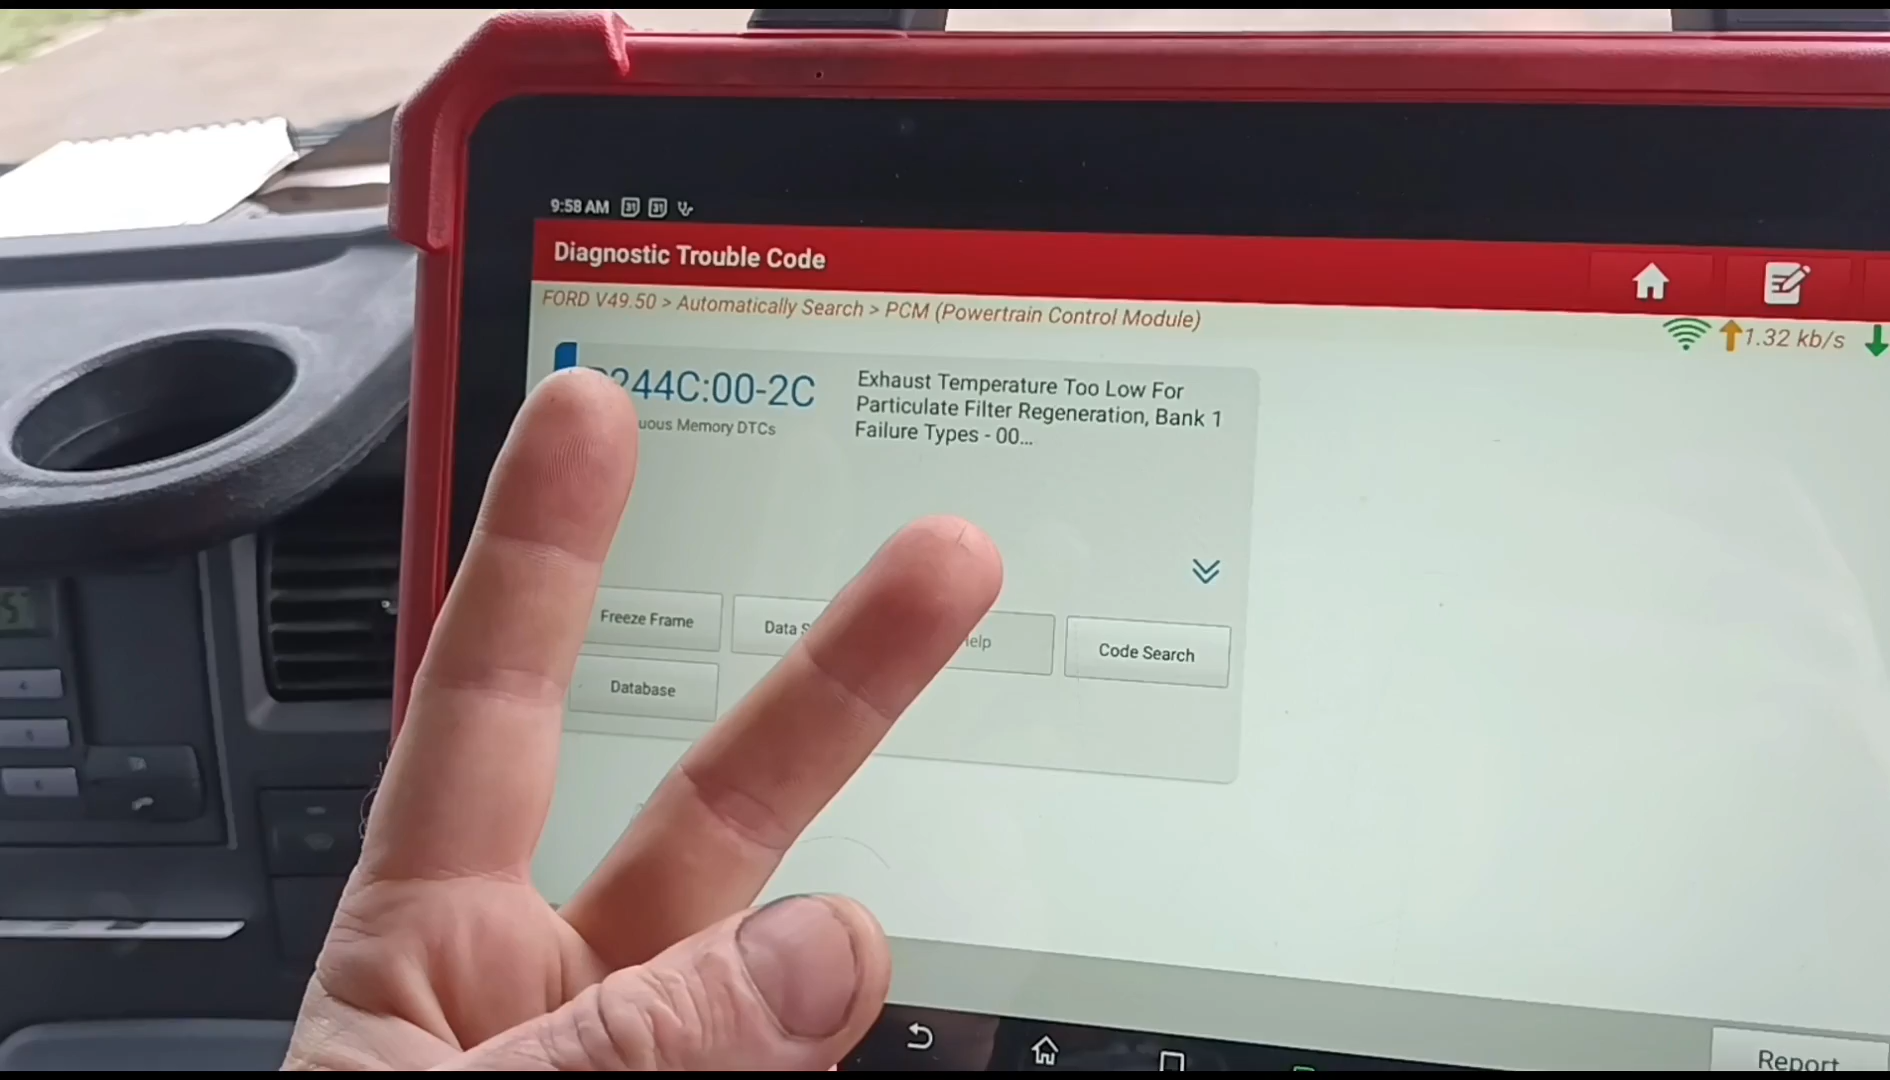 9:58 AM 31 31
Diagnostic Trouble Code
FORD V49.50 > Automatically Search > PCM (Powertrain Control Module)
1.32 kb/s
244C:00-2C
uous Memory DTCs
Exhaust Temperature Too Low For
Particulate Filter Regeneration, Bank 1
Failure Types - 00...
Freeze Frame
Data S
elp
Code Search
Database
Report